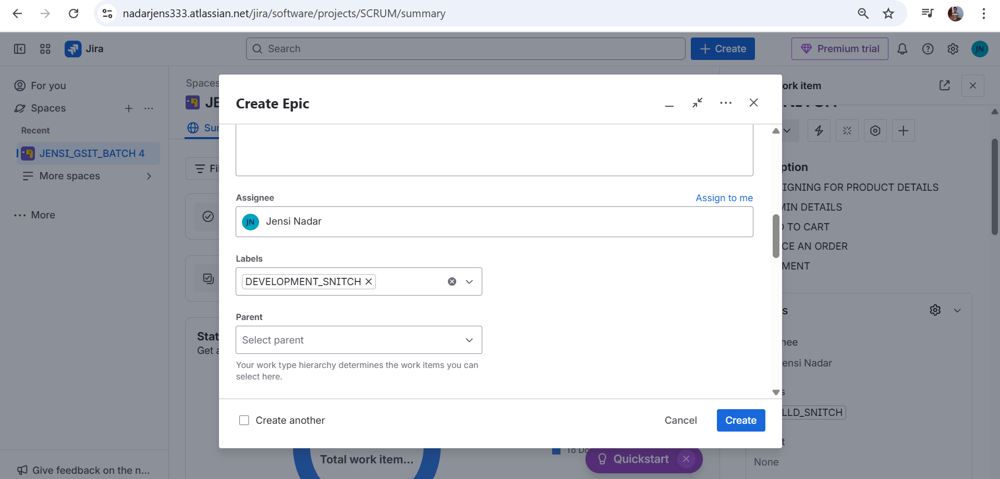 nadarjens333.atlassian.net/jira/software/projects/SCRUM/summary
Jira
Search
Create
Premium trial
JN
For you
Spaces
Recent
JENSI_GSIT_BATCH 4
More spaces
More
Give feedback on the n...
Spaces
JE
Su
Fil
Stat
Get a
Create Epic
Assignee
Assign to me
JN
Jensi Nadar
Labels
DEVELOPMENT_SNITCH
Parent
Select parent
Your work type hierarchy determines the work items you can
select here.
Create another
Cancel
Create
Total work item...
To Do
Quickstart
ork item
ption
IGNING FOR PRODUCT DETAILS
MIN DETAILS
TO CART
CE AN ORDER
MENT
s
nee
ensi Nadar
s
LLD_SNITCH
t
None